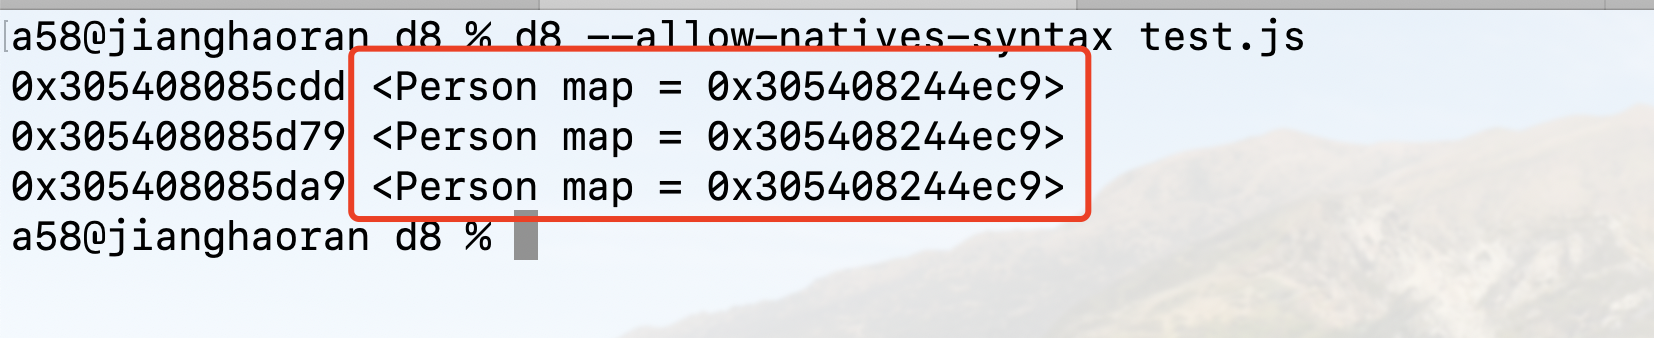 a58@jianghaoran d8 % d8 --allow-natives-syntax test.js
0x305408085cdd <Person map = 0x305408244ec9>
0x305408085d79 <Person map = 0x305408244ec9>
0x305408085da9 <Person map = 0x305408244ec9>
a58@jianghaoran d8 %